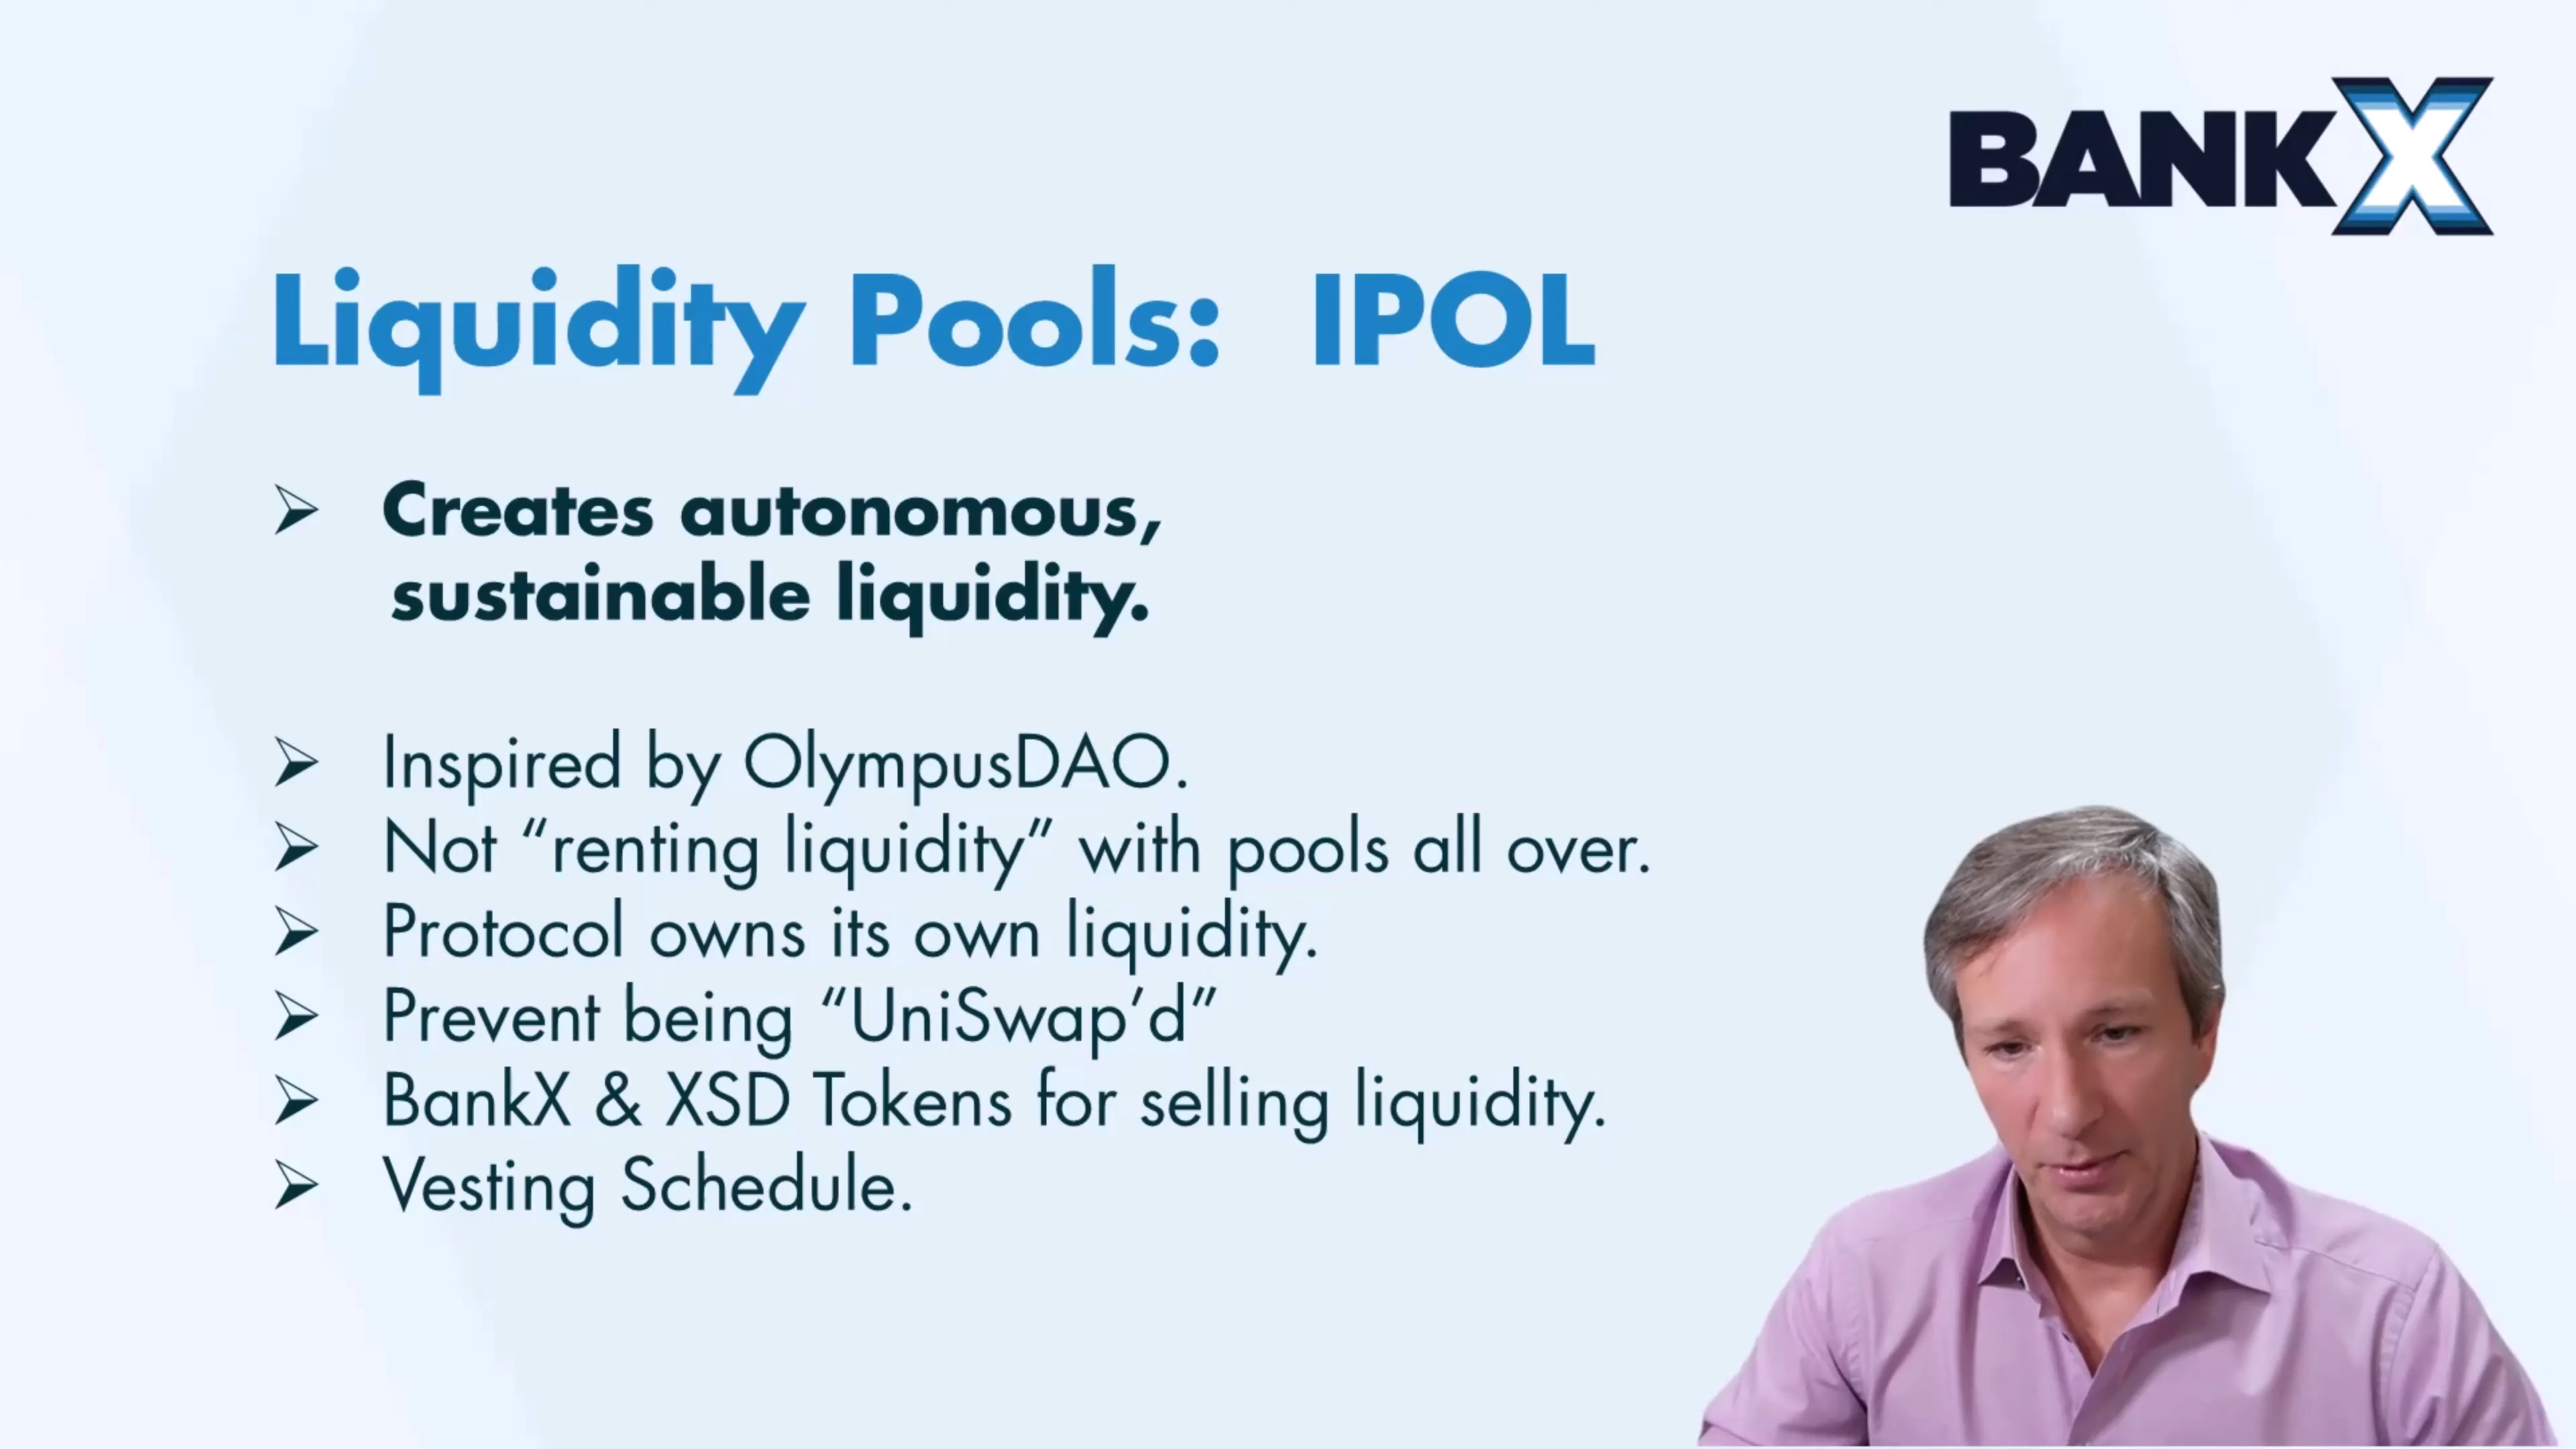 BANKX
Liquidity Pools: IPOL
➢ Creates autonomous,
sustainable liquidity.
➢ Inspired by OlympusDAO.
➢ Not “renting liquidity” with pools all over.
➢ Protocol owns its own liquidity.
➢ Prevent being “UniSwap’d”
➢ BankX & XSD Tokens for selling liquidity.
➢ Vesting Schedule.